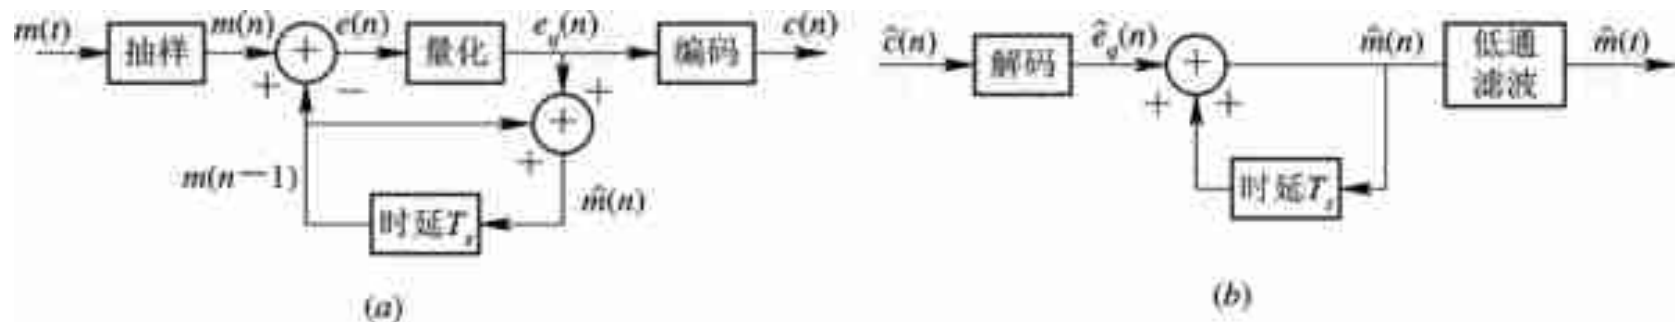 m(t) 抽样 m(n) + e(n) 量化 e_q(n) 编码 c(n)
+ − +
+
+
m(n−1) m̂(n)
时延T_s
(a)
ĉ(n) 解码 ê_q(n) + m̂(n) 低通 m̂(t)
滤波
+ +
时延T_s
(b)